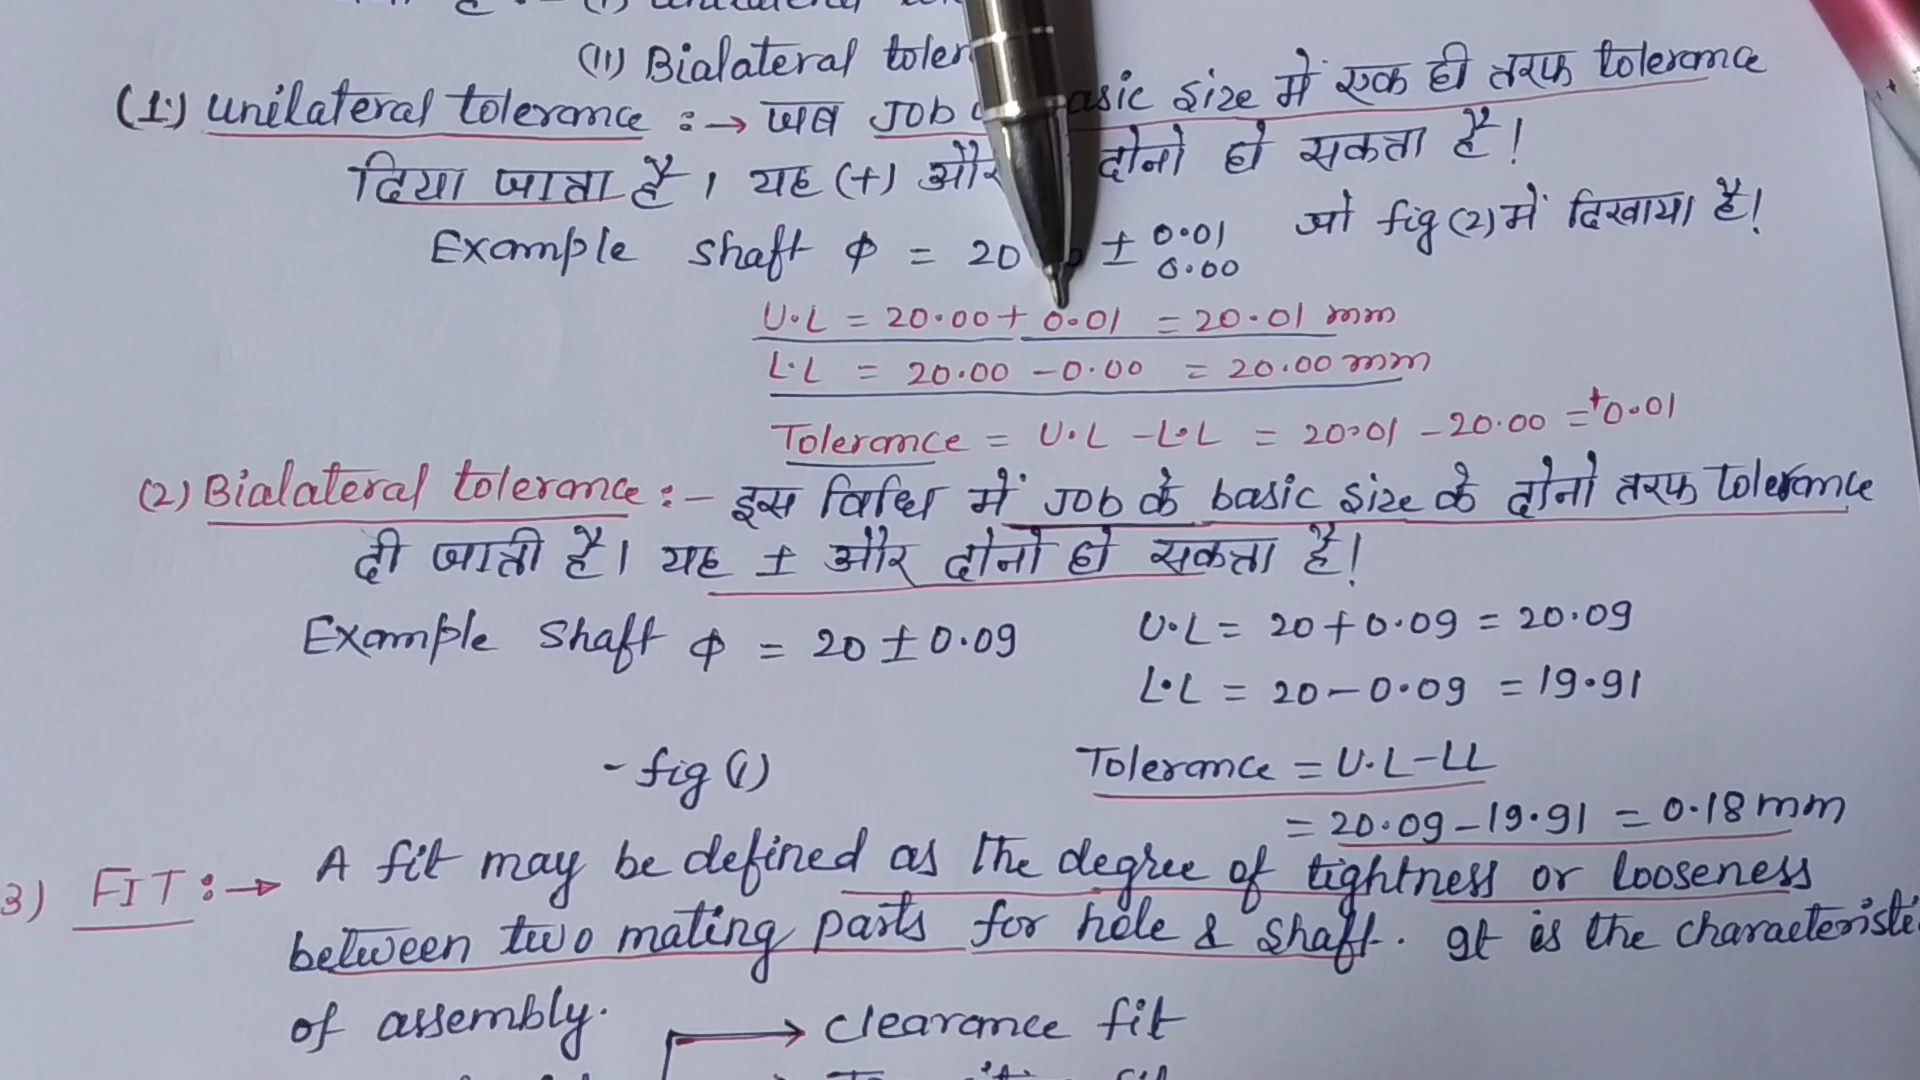 (II) Bialateral
(1.) Unilateral tolerance :→ जब Job basic size में एक ही तरफ tolerance
दिया जाता है। यह (+) और दोनो हो सकता है!
Example shaft φ = 20 ± 0.01 0.00 जो fig (2) में दिखाया है!
U.L = 20.00 + 0.01 = 20.01 mm
L.L = 20.00 - 0.00 = 20.00 mm
Tolerance = U.L - L.L = 20.01 - 20.00 = +0.01
(2) Bialateral tolerance :- इस विधि में Job के basic size के दोनो तरफ tolerance
दी जाती है। यह ± और दोनो हो सकता है!
Example shaft φ = 20 ± 0.09 U.L = 20 + 0.09 = 20.09
L.L = 20 - 0.09 = 19.91
- fig (1) Tolerance = U.L - LL
= 20.09 - 19.91 = 0.18 mm
3) FIT :→ A fit may be defined as the degree of tightness or looseness
between two mating parts for hole & shaft. It is the
of assembly.
→ clearance fit